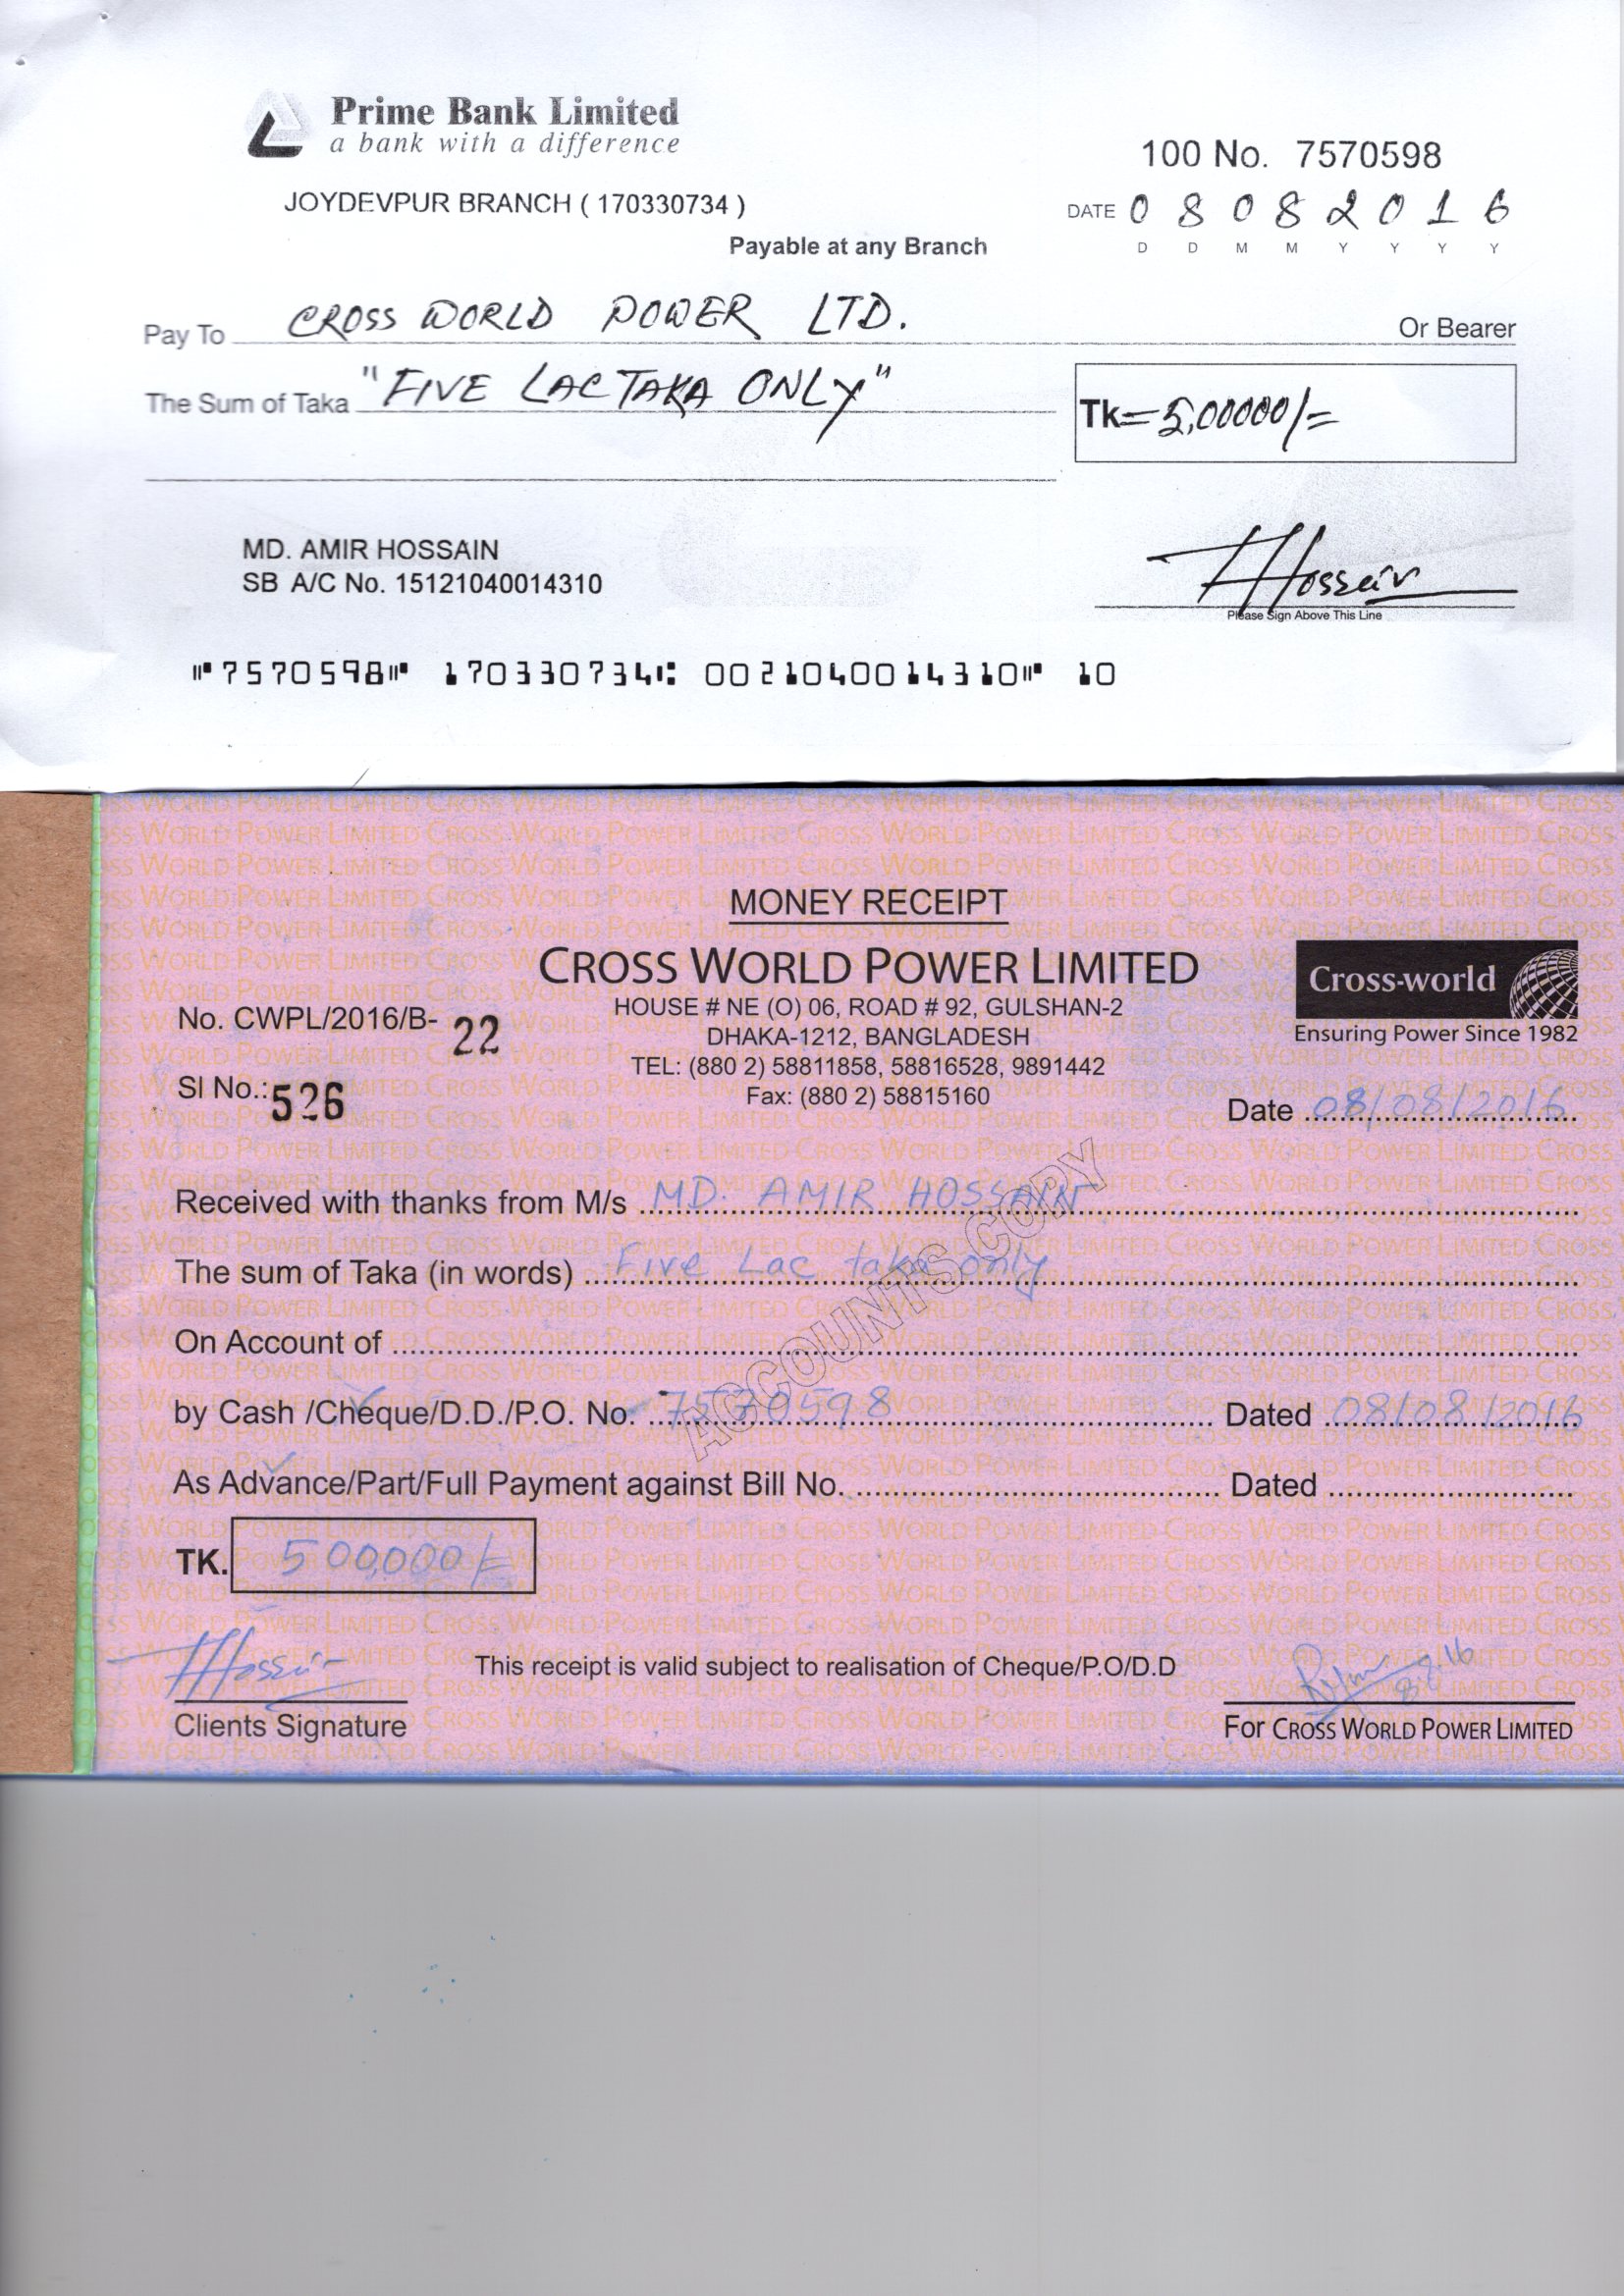 Prime Bank Limited
a bank with a difference
100 No. 7570598
JOYDEVPUR BRANCH ( 170330734 )
DATE 0 8 0 8 2 0 1 6
D D M M Y Y Y Y
Payable at any Branch
Pay To CROSS WORLD POWER LTD. Or Bearer
The Sum of Taka "FIVE LAC TAKA ONLY"
Tk=5,00000/=
MD. AMIR HOSSAIN
SB A/C No. 15121040014310
Hossain
Please Sign Above This Line
⑈7570598⑈ 170330734⑆ 0021040014310⑈ 10
MONEY RECEIPT
CROSS WORLD POWER LIMITED
HOUSE # NE (O) 06, ROAD # 92, GULSHAN-2
DHAKA-1212, BANGLADESH
TEL: (880 2) 58811858, 58816528, 9891442
Fax: (880 2) 58815160
Cross-world
Ensuring Power Since 1982
No. CWPL/2016/B- 22
Sl No.: 526
Date 08/08/2016
Received with thanks from M/s MD. AMIR HOSSAIN
The sum of Taka (in words) Five Lac taka only
On Account of
by Cash /Cheque/D.D./P.O. No. 7570598 Dated 08/08/2016
As Advance/Part/Full Payment against Bill No. Dated
ACCOUNTS COPY
TK. 500,000/=
Hossain
This receipt is valid subject to realisation of Cheque/P.O/D.D
8.8.16
Clients Signature
For CROSS WORLD POWER LIMITED